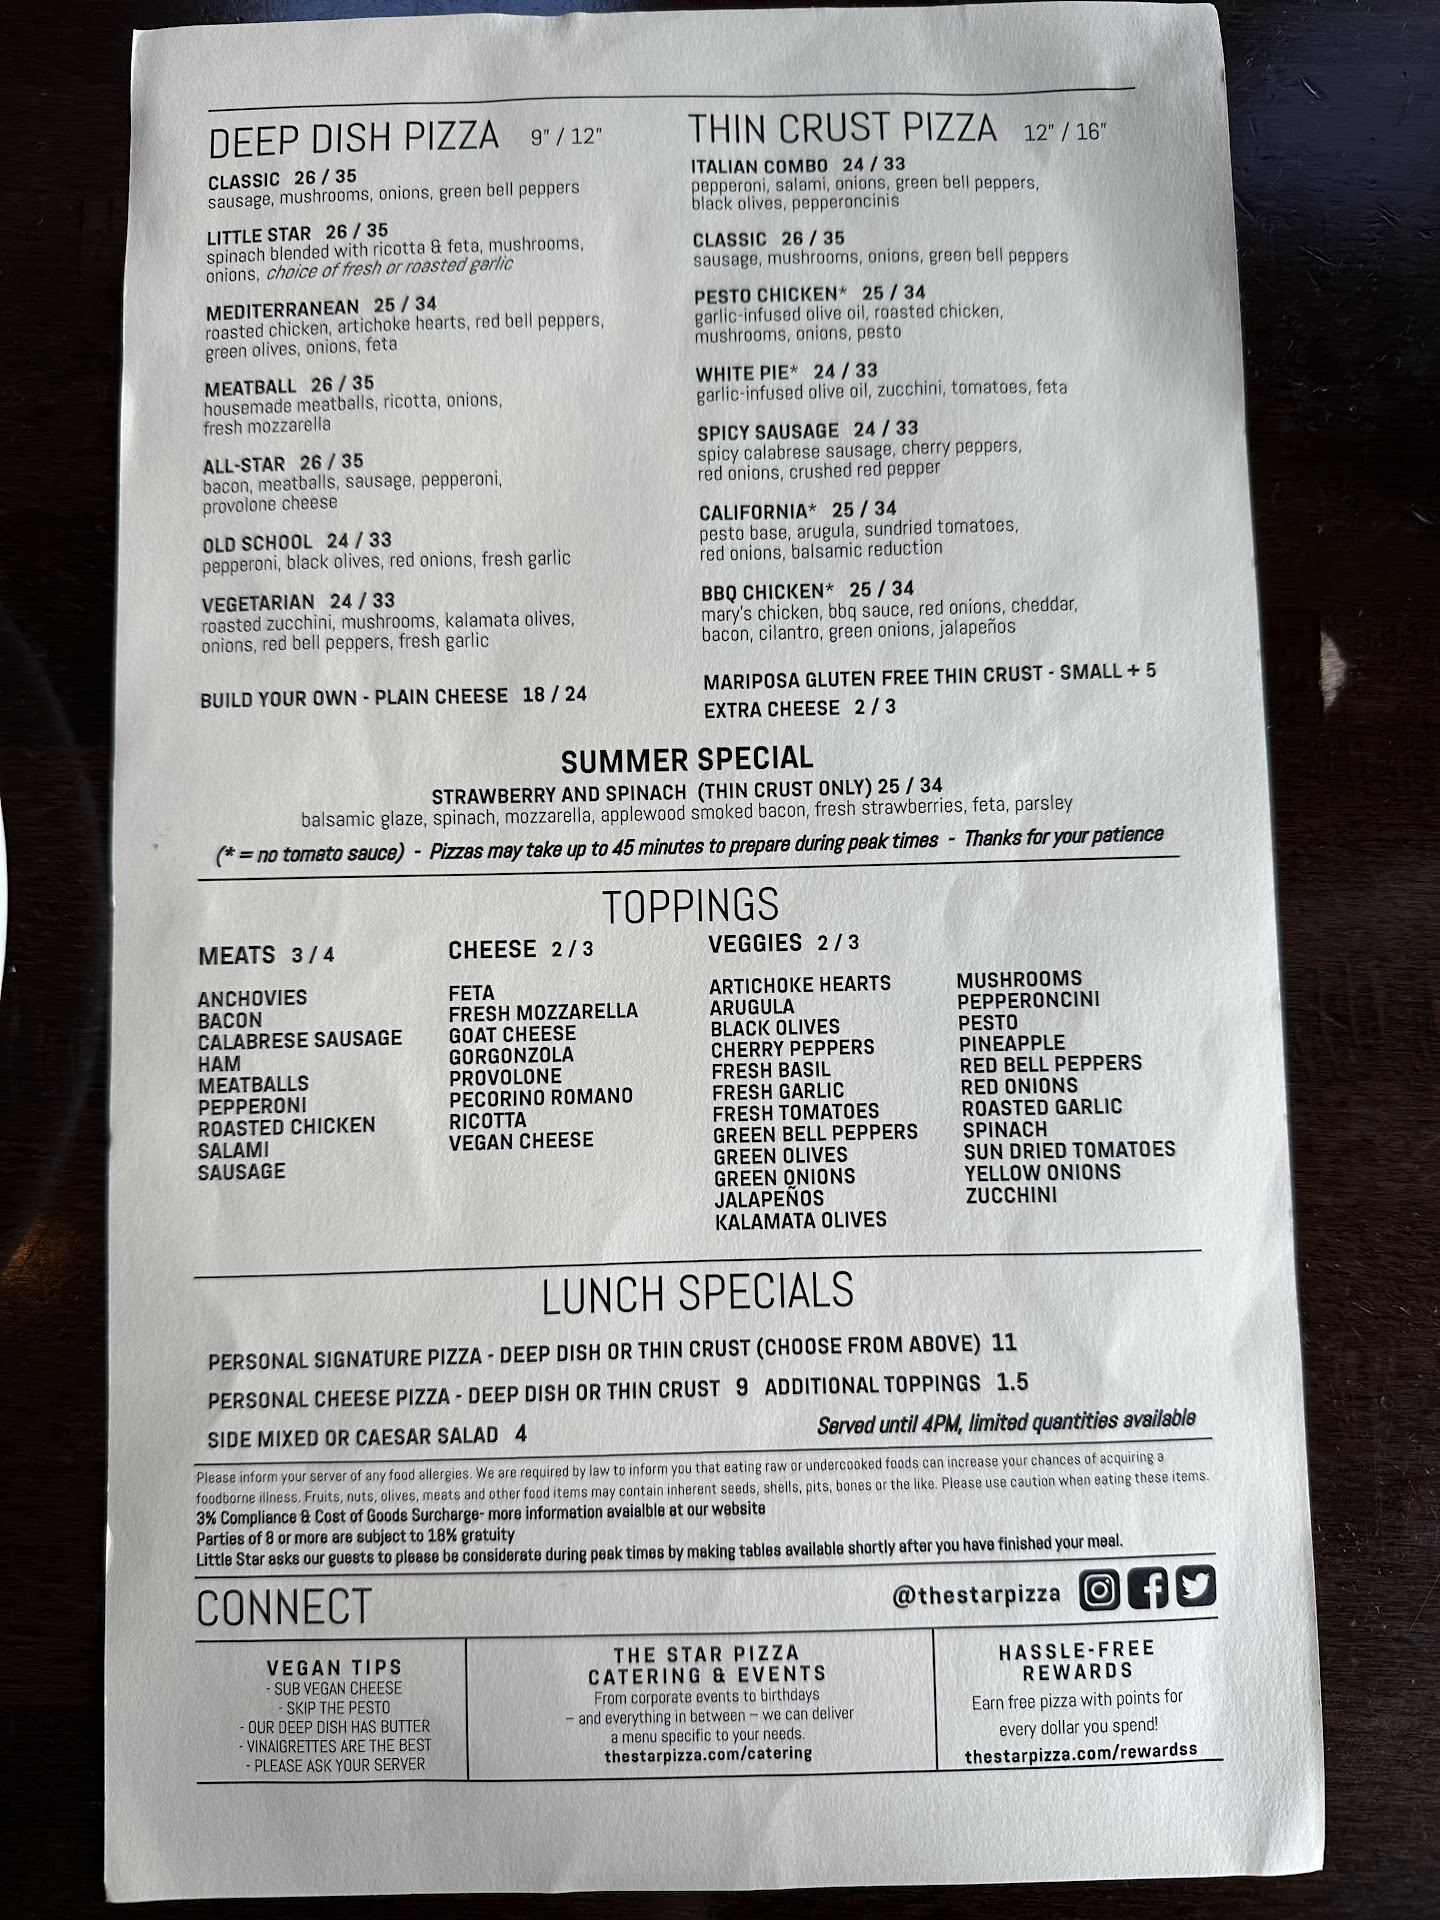 DEEP DISH PIZZA 9" / 12"
CLASSIC 26 / 35
sausage, mushrooms, onions, green bell peppers
LITTLE STAR 26 / 35
spinach blended with ricotta & feta, mushrooms,
onions, choice of fresh or roasted garlic
MEDITERRANEAN 25 / 34
roasted chicken, artichoke hearts, red bell peppers,
green olives, onions, feta
MEATBALL 26 / 35
housemade meatballs, ricotta, onions,
fresh mozzarella
ALL-STAR 26 / 35
bacon, meatballs, sausage, pepperoni,
provolone cheese
OLD SCHOOL 24 / 33
pepperoni, black olives, red onions, fresh garlic
VEGETARIAN 24 / 33
roasted zucchini, mushrooms, kalamata olives,
onions, red bell peppers, fresh garlic
BUILD YOUR OWN - PLAIN CHEESE 18 / 24
THIN CRUST PIZZA 12" / 16"
ITALIAN COMBO 24 / 33
pepperoni, salami, onions, green bell peppers,
black olives, pepperoncinis
CLASSIC 26 / 35
sausage, mushrooms, onions, green bell peppers
PESTO CHICKEN* 25 / 34
garlic-infused olive oil, roasted chicken,
mushrooms, onions, pesto
WHITE PIE* 24 / 33
garlic-infused olive oil, zucchini, tomatoes, feta
SPICY SAUSAGE 24 / 33
spicy calabrese sausage, cherry peppers,
red onions, crushed red pepper
CALIFORNIA* 25 / 34
pesto base, arugula, sundried tomatoes,
red onions, balsamic reduction
BBQ CHICKEN* 25 / 34
mary's chicken, bbq sauce, red onions, cheddar,
bacon, cilantro, green onions, jalapeños
MARIPOSA GLUTEN FREE THIN CRUST - SMALL + 5
EXTRA CHEESE 2 / 3
SUMMER SPECIAL
STRAWBERRY AND SPINACH (THIN CRUST ONLY) 25 / 34
balsamic glaze, spinach, mozzarella, applewood smoked bacon, fresh strawberries, feta, parsley
(* = no tomato sauce) - Pizzas may take up to 45 minutes to prepare during peak times - Thanks for your patience
TOPPINGS
MEATS 3 / 4
ANCHOVIES
BACON
CALABRESE SAUSAGE
HAM
MEATBALLS
PEPPERONI
ROASTED CHICKEN
SALAMI
SAUSAGE
CHEESE 2 / 3
FETA
FRESH MOZZARELLA
GOAT CHEESE
GORGONZOLA
PROVOLONE
PECORINO ROMANO
RICOTTA
VEGAN CHEESE
VEGGIES 2 / 3
ARTICHOKE HEARTS
ARUGULA
BLACK OLIVES
CHERRY PEPPERS
FRESH BASIL
FRESH GARLIC
FRESH TOMATOES
GREEN BELL PEPPERS
GREEN OLIVES
GREEN ONIONS
JALAPEÑOS
KALAMATA OLIVES
MUSHROOMS
PEPPERONCINI
PESTO
PINEAPPLE
RED BELL PEPPERS
RED ONIONS
ROASTED GARLIC
SPINACH
SUN DRIED TOMATOES
YELLOW ONIONS
ZUCCHINI
LUNCH SPECIALS
PERSONAL SIGNATURE PIZZA - DEEP DISH OR THIN CRUST (CHOOSE FROM ABOVE) 11
PERSONAL CHEESE PIZZA - DEEP DISH OR THIN CRUST 9 ADDITIONAL TOPPINGS 1.5
SIDE MIXED OR CAESAR SALAD 4
Served until 4PM, limited quantities available
Please inform your server of any food allergies. We are required by law to inform you that eating raw or undercooked foods can increase your chances of acquiring a
foodborne illness. Fruits, nuts, olives, meats and other food items may contain inherent seeds, shells, pits, bones or the like. Please use caution when eating these items.
3% Compliance & Cost of Goods Surcharge- more information avaialble at our website
Parties of 8 or more are subject to 18% gratuity
Little Star asks our guests to please be considerate during peak times by making tables available shortly after you have finished your meal.
CONNECT
@thestarpizza
VEGAN TIPS
- SUB VEGAN CHEESE
- SKIP THE PESTO
- OUR DEEP DISH HAS BUTTER
- VINAIGRETTES ARE THE BEST
- PLEASE ASK YOUR SERVER
THE STAR PIZZA
CATERING & EVENTS
From corporate events to birthdays
– and everything in between – we can deliver
a menu specific to your needs.
thestarpizza.com/catering
HASSLE-FREE
REWARDS
Earn free pizza with points for
every dollar you spend!
thestarpizza.com/rewardss